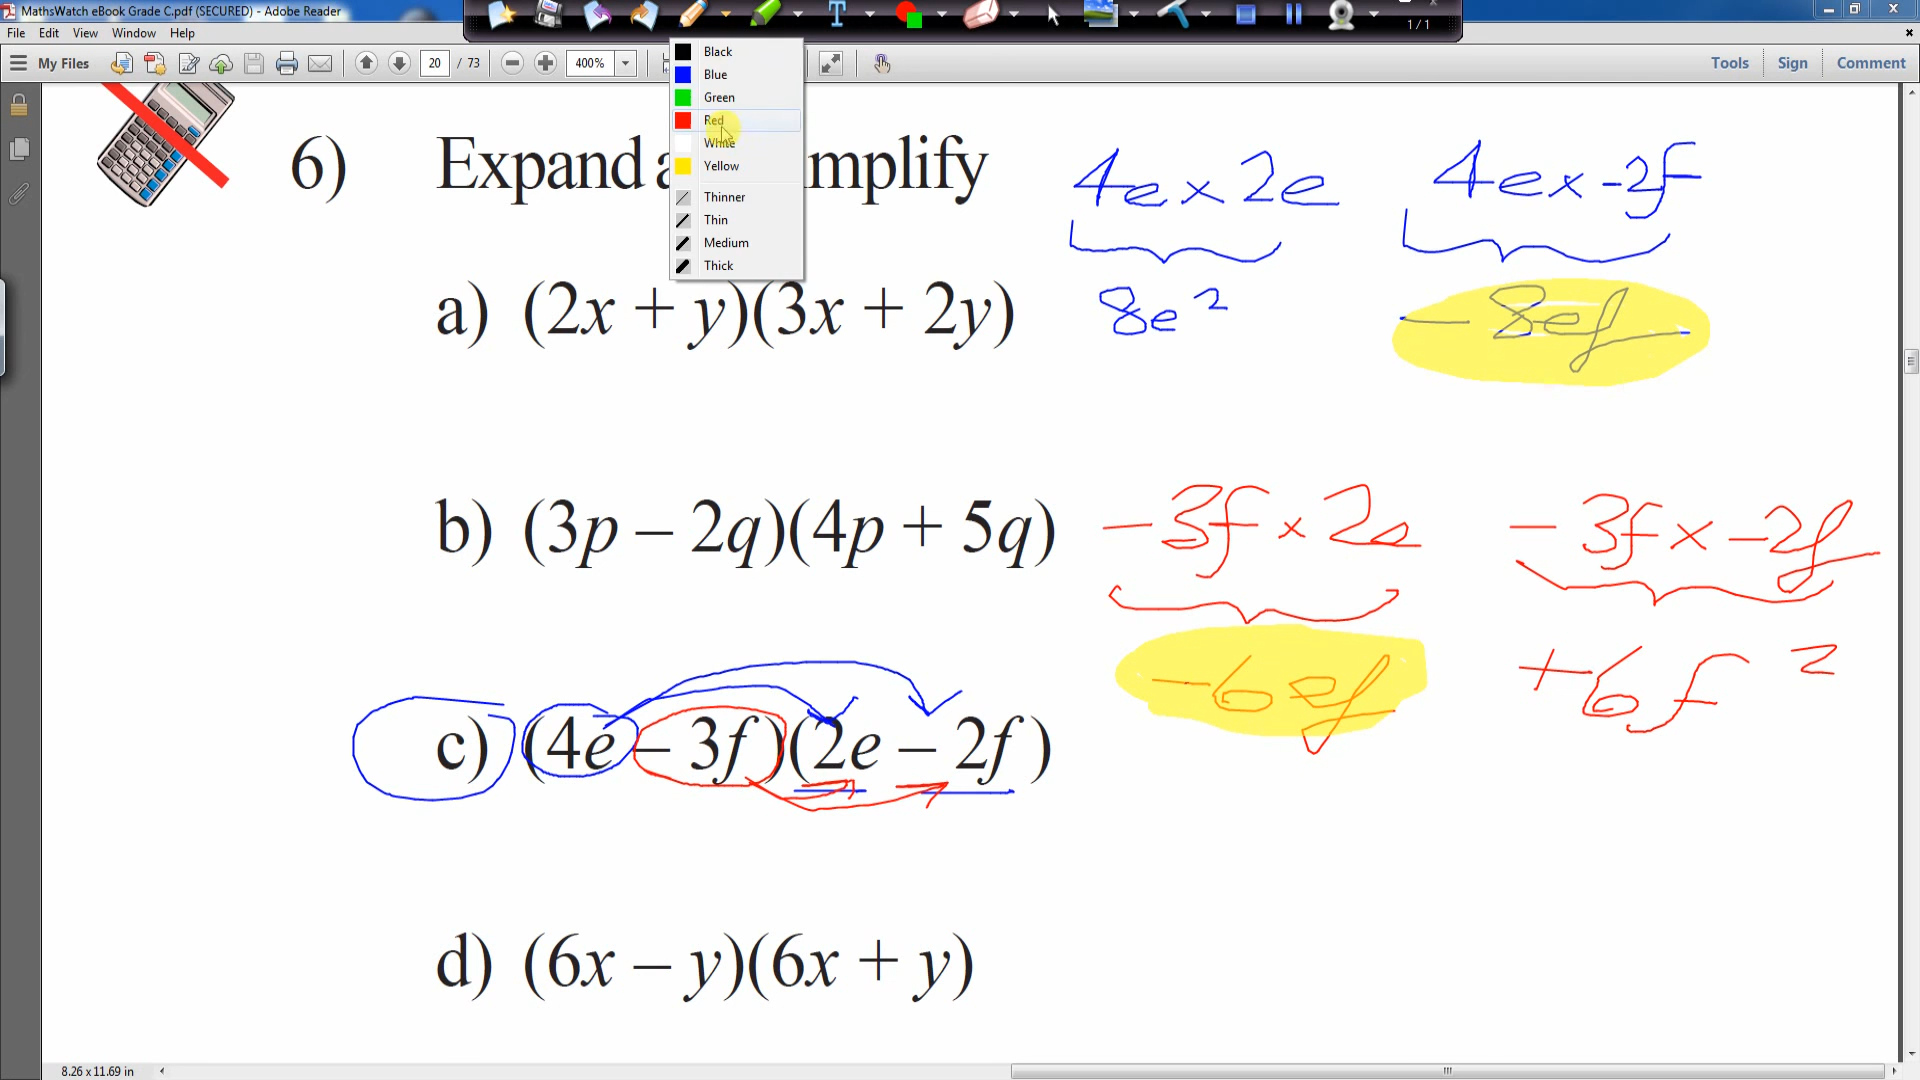 MathsWatch eBook Grade C.pdf (SECURED) - Adobe Reader
File Edit View Window Help
1 / 1
My Files
20 / 73
400%
Tools Sign Comment
Black
Blue
Green
Red
White
Yellow
Thinner
Thin
Medium
Thick
6) Expand a mplify
4e x 2e
4e x -2f
a) (2x + y)(3x + 2y)
8e²
- 8ef
b) (3p – 2q)(4p + 5q)
- 3f x 2e
- 3f x -2f
- 6ef
+6f²
c) (4e – 3f)(2e – 2f)
d) (6x – y)(6x + y)
8.26 x 11.69 in